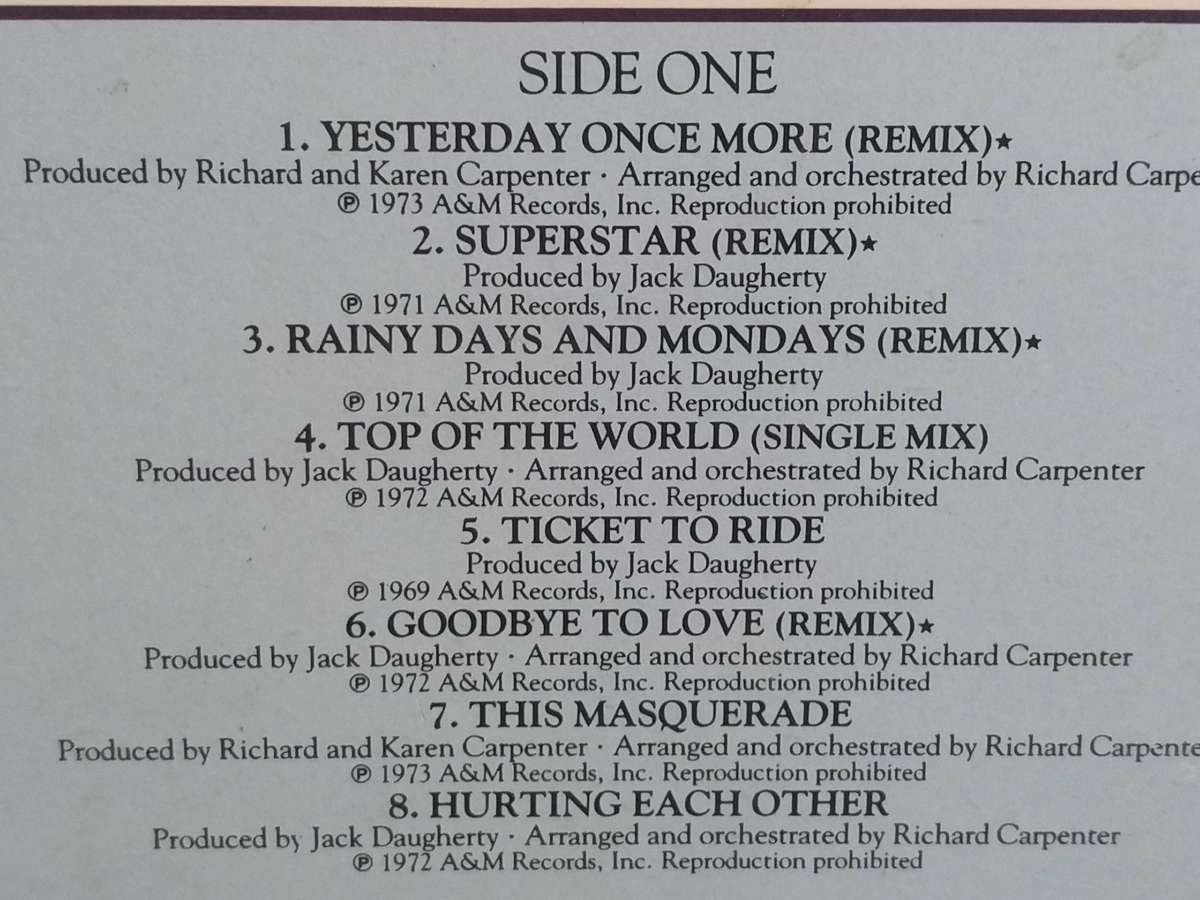 SIDE ONE
1. YESTERDAY ONCE MORE (REMIX)★
Produced by Richard and Karen Carpenter · Arranged and orchestrated by Richard Carpe
℗ 1973 A&M Records, Inc. Reproduction prohibited
2. SUPERSTAR (REMIX)★
Produced by Jack Daugherty
℗ 1971 A&M Records, Inc. Reproduction prohibited
3. RAINY DAYS AND MONDAYS (REMIX)★
Produced by Jack Daugherty
℗ 1971 A&M Records, Inc. Reproduction prohibited
4. TOP OF THE WORLD (SINGLE MIX)
Produced by Jack Daugherty · Arranged and orchestrated by Richard Carpenter
℗ 1972 A&M Records, Inc. Reproduction prohibited
5. TICKET TO RIDE
Produced by Jack Daugherty
℗ 1969 A&M Records, Inc. Reproduction prohibited
6. GOODBYE TO LOVE (REMIX)★
Produced by Jack Daugherty · Arranged and orchestrated by Richard Carpenter
℗ 1972 A&M Records, Inc. Reproduction prohibited
7. THIS MASQUERADE
Produced by Richard and Karen Carpenter · Arranged and orchestrated by Richard Carpente
℗ 1973 A&M Records, Inc. Reproduction prohibited
8. HURTING EACH OTHER
Produced by Jack Daugherty · Arranged and orchestrated by Richard Carpenter
℗ 1972 A&M Records, Inc. Reproduction prohibited